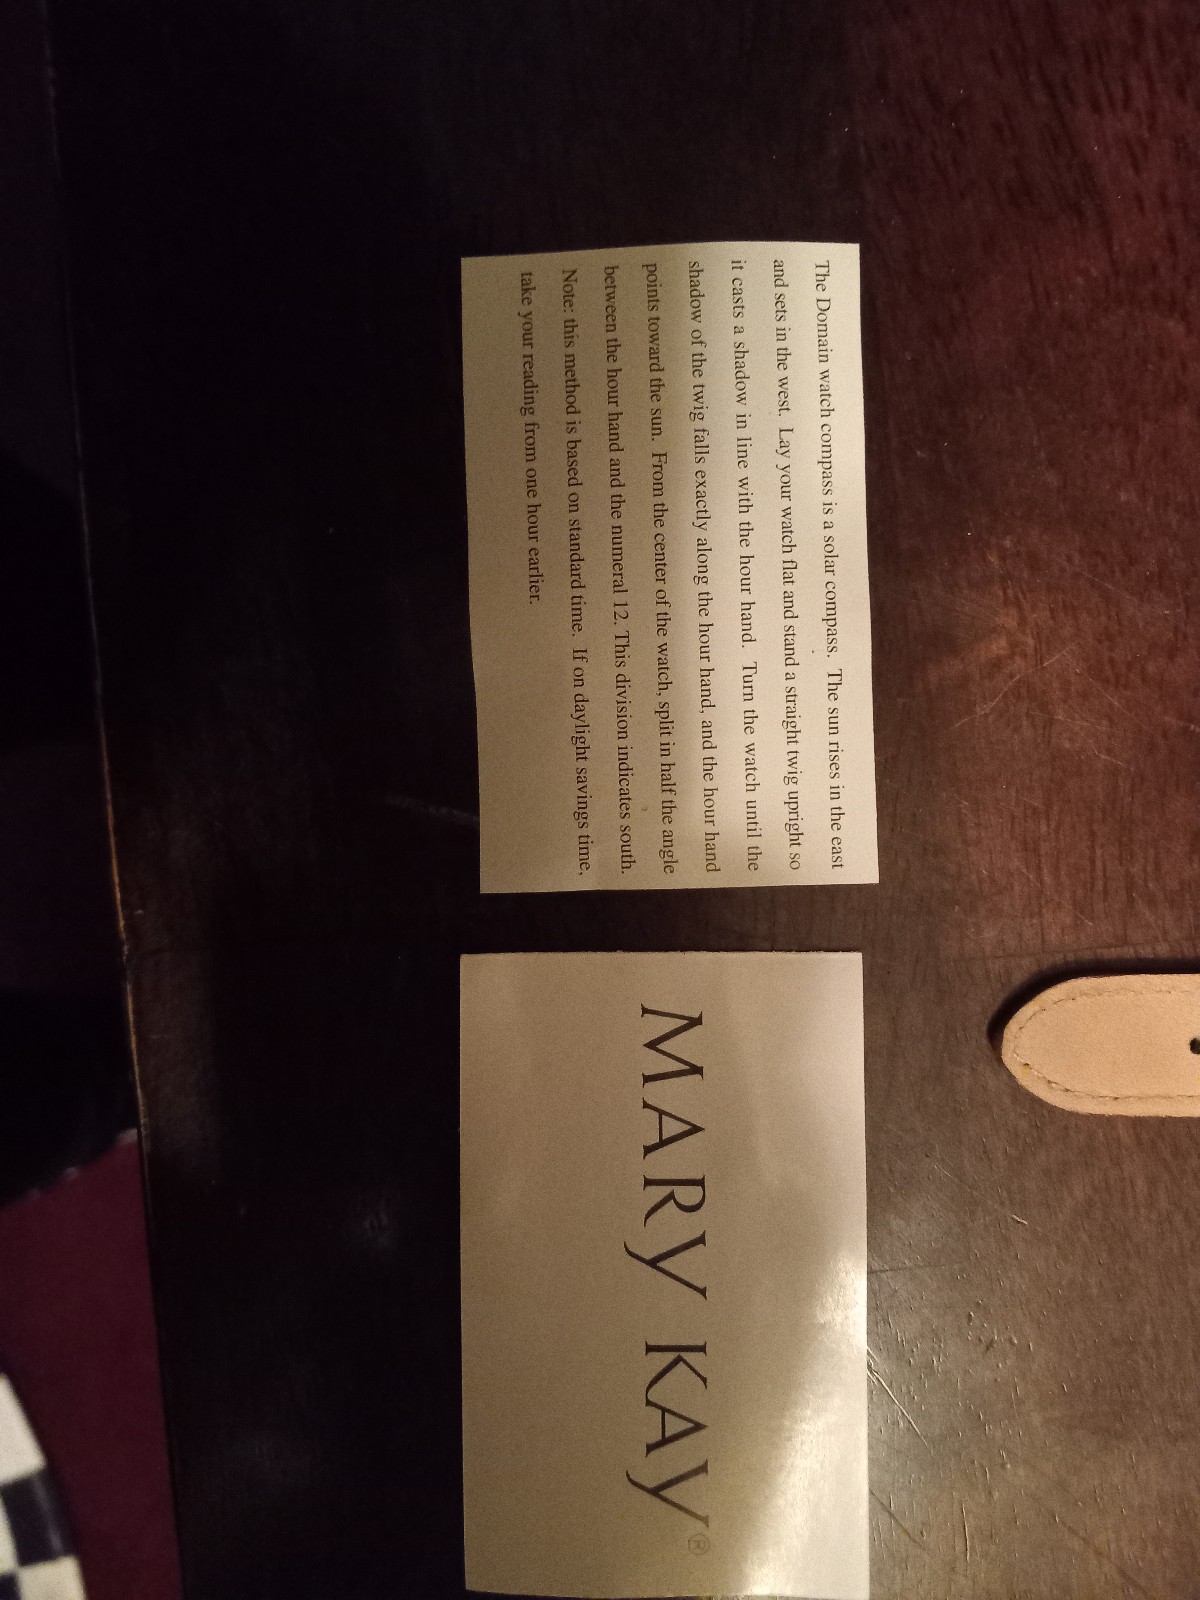 The Domain watch compass is a solar compass. The sun rises in the east
and sets in the west. Lay your watch flat and stand a straight twig upright so
it casts a shadow in line with the hour hand. Turn the watch until the
shadow of the twig falls exactly along the hour hand, and the hour hand
points toward the sun. From the center of the watch, split in half the angle
between the hour hand and the numeral 12. This division indicates south.
Note: this method is based on standard time. If on daylight savings time,
take your reading from one hour earlier.
MARY KAY®